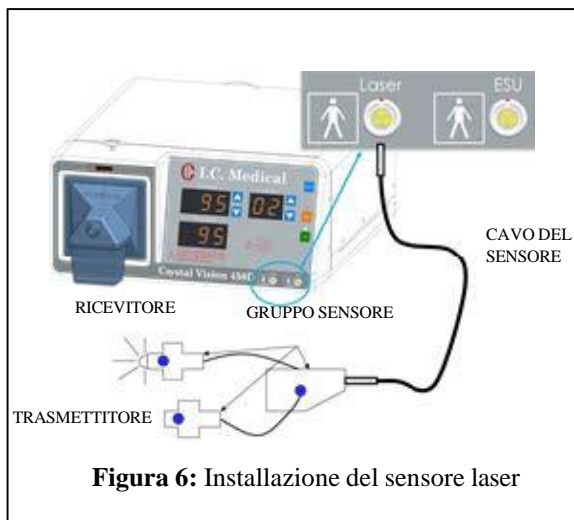 Laser ESU
I.C. Medical
95 02
95
Crystal Vision 450D
CAVO DEL
SENSORE
RICEVITORE
GRUPPO SENSORE
TRASMETTITORE
Figura 6: Installazione del sensore laser